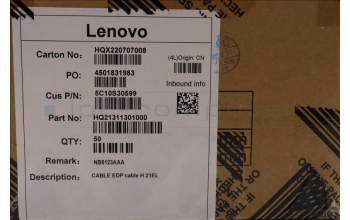 Lenovo
Carton No: HQX220707008
(4L)Origin: CN
PO: 4501831983
Inbound info
Cus P/N: 5C10S30599
Part No: HQ21311301000
QTY: 50
Remark: NB8123AAA
Description: CABLE EDP cable H 21EL